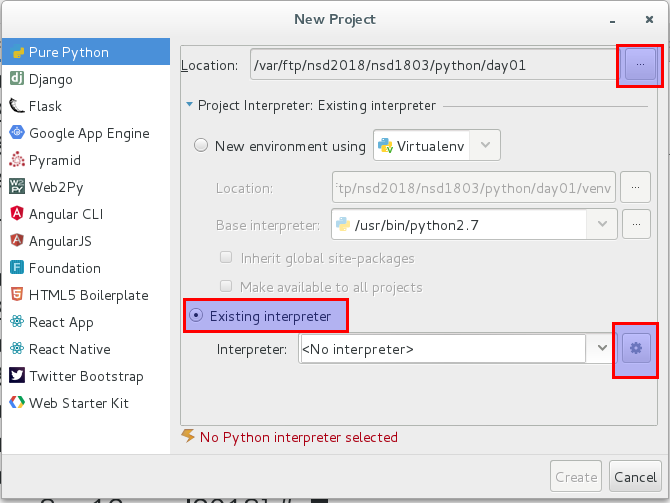 New Project
Pure Python
Django
Flask
Google App Engine
Pyramid
Web2Py
Angular CLI
AngularJS
Foundation
HTML5 Boilerplate
React App
React Native
Twitter Bootstrap
Web Starter Kit
Location: /var/ftp/nsd2018/nsd1803/python/day01 ...
Project Interpreter: Existing interpreter
New environment using Virtualenv
Location: tp/nsd2018/nsd1803/python/day01/venv ...
Base interpreter: /usr/bin/python2.7 ...
Inherit global site-packages
Make available to all projects
Existing interpreter
Interpreter: <No interpreter>
No Python interpreter selected
Create Cancel